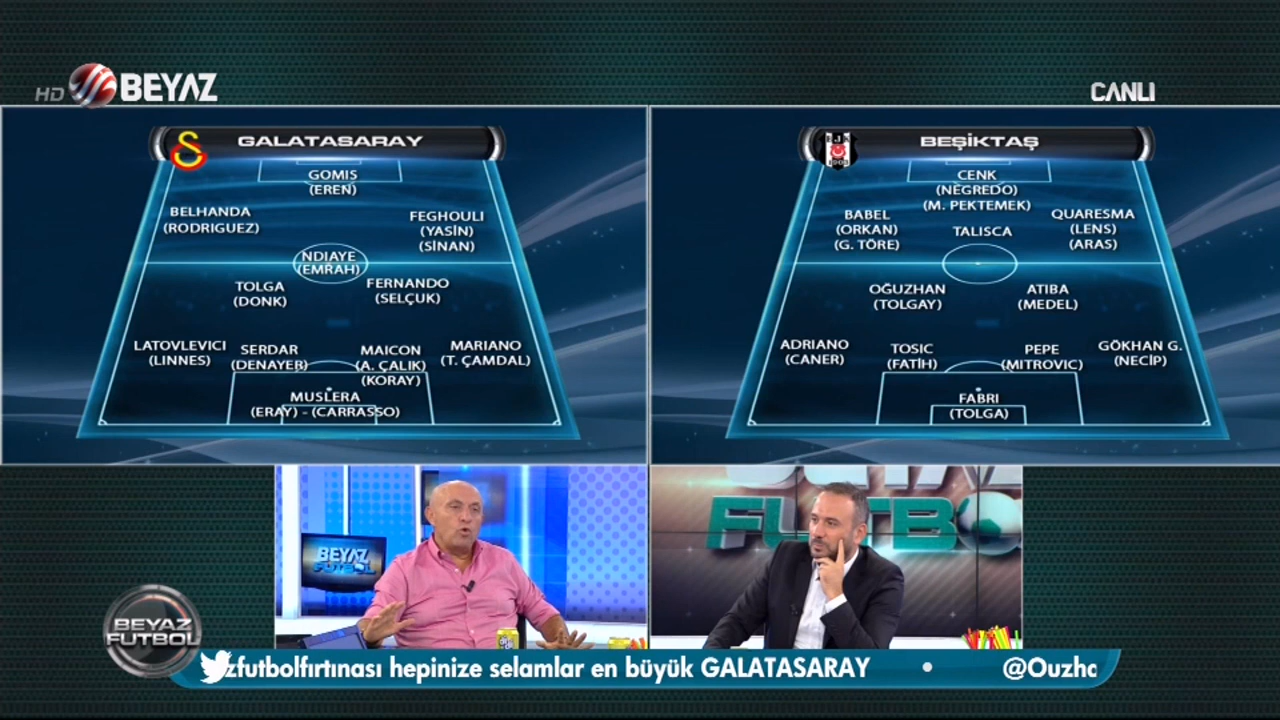 HD BEYAZ
CANLI
GALATASARAY
GOMIS
(EREN)
BELHANDA
(RODRIGUEZ)
FEGHOULI
(YASİN)
(SİNAN)
NDIAYE
(EMRAH)
TOLGA
(DONK)
FERNANDO
(SELÇUK)
LATOVLEVICI
(LINNES)
SERDAR
(DENAYER)
MAICON
(A. ÇALIK)
(KORAY)
MARIANO
(T. ÇAMDAL)
MUSLERA
(ERAY) - (CARRASSO)
BEŞİKTAŞ
CENK
(NEGREDO)
(M. PEKTEMEK)
BABEL
(ORKAN)
(G. TÖRE)
TALISCA
QUARESMA
(LENS)
(ARAS)
OĞUZHAN
(TOLGAY)
ATIBA
(MEDEL)
ADRIANO
(CANER)
TOSIC
(FATİH)
PEPE
(MITROVIC)
GÖKHAN G.
(NECİP)
FABRI
(TOLGA)
BEYAZ
FUTBOL
FUTB
BEYAZ
FUTBOL
zfutbolfırtınası hepinize selamlar en büyük GALATASARAY • @Ouzha